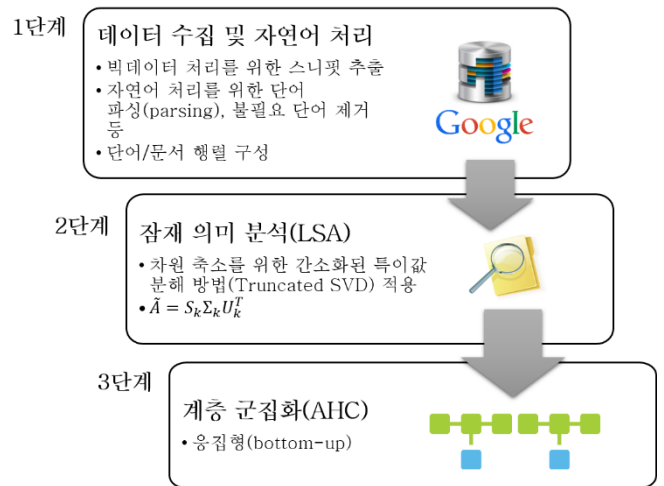 1단계
데이터 수집 및 자연어 처리
• 빅데이터 처리를 위한 스니핏 추출
• 자연어 처리를 위한 단어
파싱(parsing), 불필요 단어 제거
등
• 단어/문서 행렬 구성
Google
2단계
잠재 의미 분석(LSA)
• 차원 축소를 위한 간소화된 특이값
분해 방법(Truncated SVD) 적용
• Ã = SₖΣₖUₖᵀ
3단계
계층 군집화(AHC)
• 응집형(bottom-up)